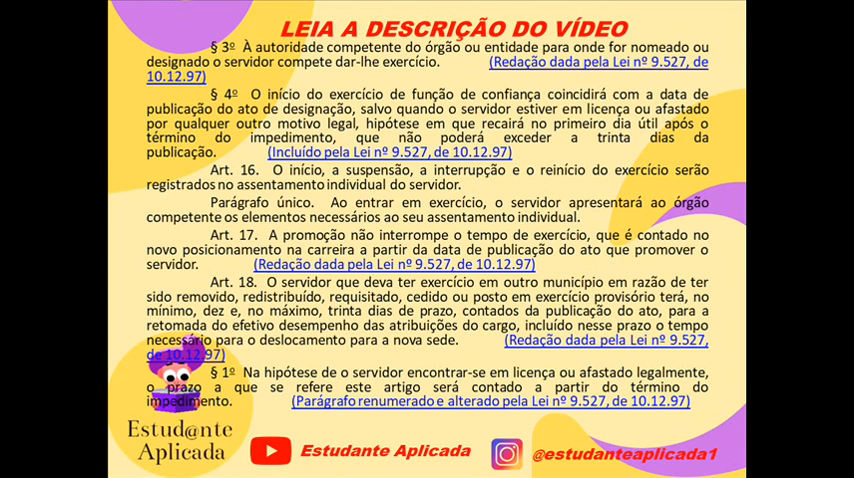 LEIA A DESCRIÇÃO DO VÍDEO
§ 3º À autoridade competente do órgão ou entidade para onde for nomeado ou
designado o servidor compete dar-lhe exercício. (Redação dada pela Lei nº 9.527, de
10.12.97)
§ 4º O início do exercício de função de confiança coincidirá com a data de
publicação do ato de designação, salvo quando o servidor estiver em licença ou afastado
por qualquer outro motivo legal, hipótese em que recairá no primeiro dia útil após o
término do impedimento, que não poderá exceder a trinta dias da
publicação. (Incluído pela Lei nº 9.527, de 10.12.97)
Art. 16. O início, a suspensão, a interrupção e o reinício do exercício serão
registrados no assentamento individual do servidor.
Parágrafo único. Ao entrar em exercício, o servidor apresentará ao órgão
competente os elementos necessários ao seu assentamento individual.
Art. 17. A promoção não interrompe o tempo de exercício, que é contado no
novo posicionamento na carreira a partir da data de publicação do ato que promover o
servidor. (Redação dada pela Lei nº 9.527, de 10.12.97)
Art. 18. O servidor que deva ter exercício em outro município em razão de ter
sido removido, redistribuído, requisitado, cedido ou posto em exercício provisório terá, no
mínimo, dez e, no máximo, trinta dias de prazo, contados da publicação do ato, para a
retomada do efetivo desempenho das atribuições do cargo, incluído nesse prazo o tempo
necessário para o deslocamento para a nova sede. (Redação dada pela Lei nº 9.527,
de 10.12.97)
§ 1º Na hipótese de o servidor encontrar-se em licença ou afastado legalmente,
o prazo a que se refere este artigo será contado a partir do término do
impedimento. (Parágrafo renumerado e alterado pela Lei nº 9.527, de 10.12.97)
Estud@nte
Aplicada
Estudante Aplicada
@estudanteaplicada1